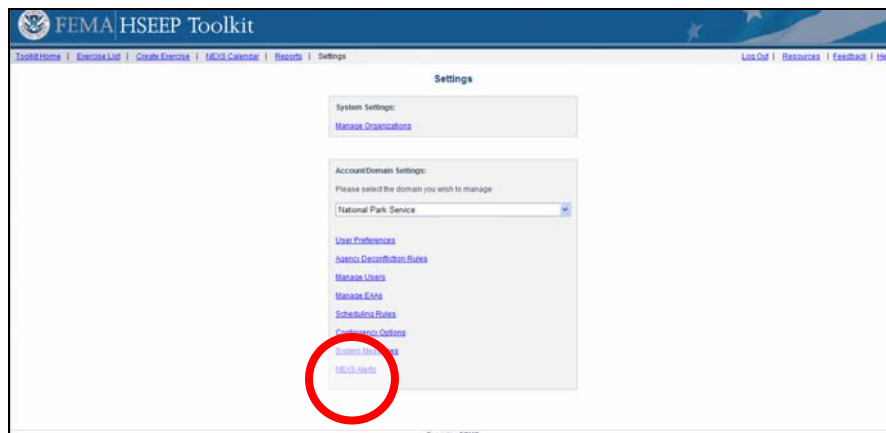 FEMA HSEEP Toolkit
Toolkit Home | Exercise List | Create Exercise | NEXS Calendar | Reports | Settings Log Out | Resources | Feedback | He
Settings
System Settings:
Manage Organizations
Account/Domain Settings:
Please select the domain you wish to manage
National Park Service
User Preferences
Agency Deconfliction Rules
Manage Users
Manage EAAs
Scheduling Rules
Contingency Options
System Messages
NEXS Alerts